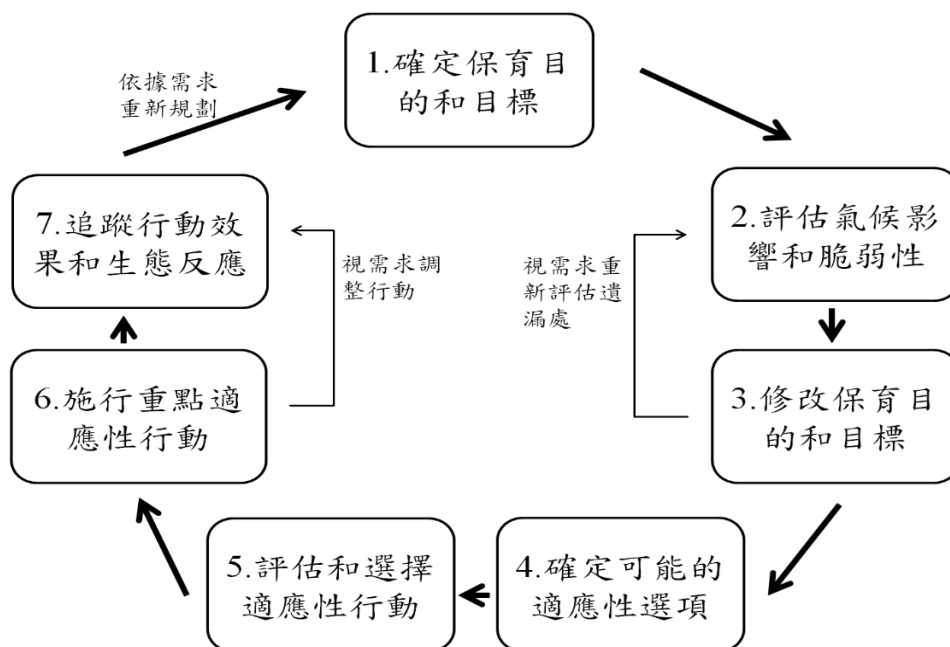 1.確定保育目
的和目標
依據需求
重新規劃
2.評估氣候影
響和脆弱性
視需求重
新評估遺
漏處
3.修改保育目
的和目標
4.確定可能的
適應性選項
5.評估和選擇
適應性行動
6.施行重點適
應性行動
視需求調
整行動
7.追蹤行動效
果和生態反應